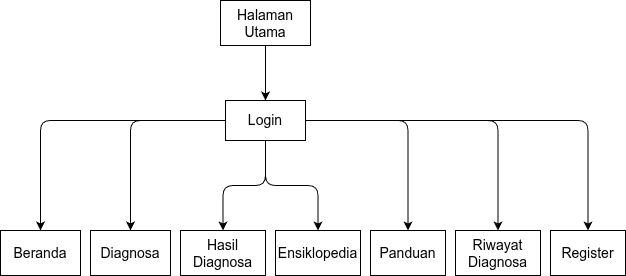 Halaman
Utama
Login
Beranda
Diagnosa
Hasil
Diagnosa
Ensiklopedia
Panduan
Riwayat
Diagnosa
Register